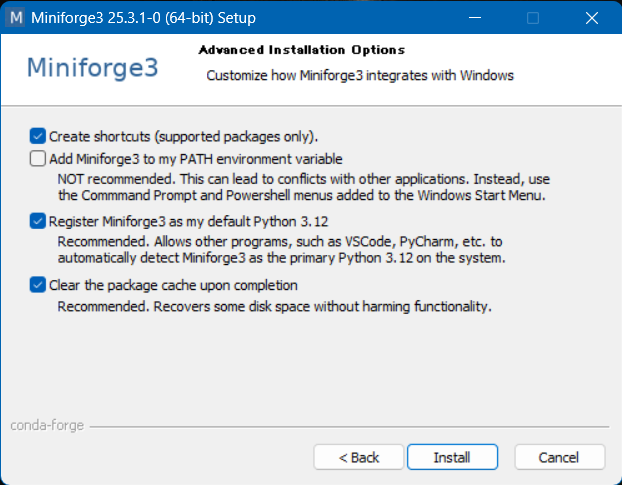 Miniforge3 25.3.1-0 (64-bit) Setup
Miniforge3
Advanced Installation Options
Customize how Miniforge3 integrates with Windows
Create shortcuts (supported packages only).
Add Miniforge3 to my PATH environment variable
NOT recommended. This can lead to conflicts with other applications. Instead, use
the Commmand Prompt and Powershell menus added to the Windows Start Menu.
Register Miniforge3 as my default Python 3.12
Recommended. Allows other programs, such as VSCode, PyCharm, etc. to
automatically detect Miniforge3 as the primary Python 3.12 on the system.
Clear the package cache upon completion
Recommended. Recovers some disk space without harming functionality.
conda-forge
< Back
Install
Cancel